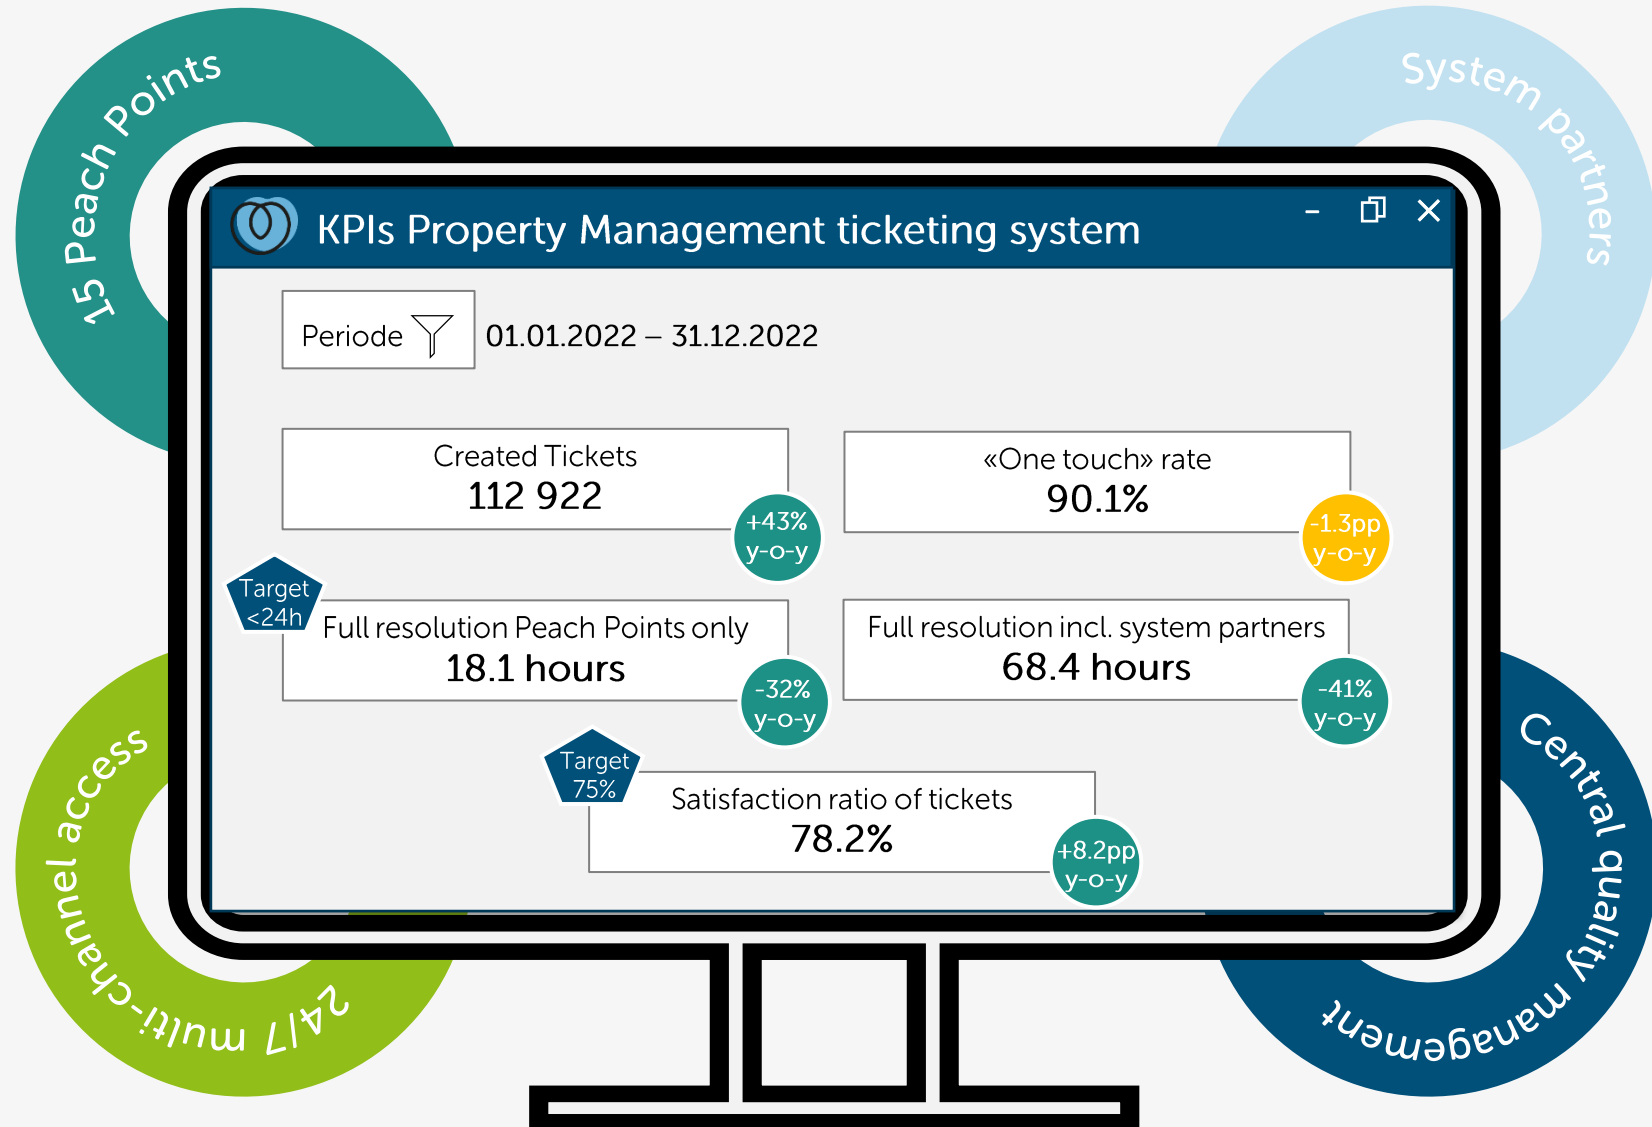 15 Peach Points
System partners
KPIs Property Management ticketing system
Periode
01.01.2022 – 31.12.2022
Created Tickets
112 922
+43%
y-o-y
«One touch» rate
90.1%
-1.3pp
y-o-y
Target
<24h
Full resolution Peach Points only
18.1 hours
-32%
y-o-y
Full resolution incl. system partners
68.4 hours
-41%
y-o-y
Target
75%
Satisfaction ratio of tickets
78.2%
+8.2pp
y-o-y
24/7 multi-channel access
Central quality management